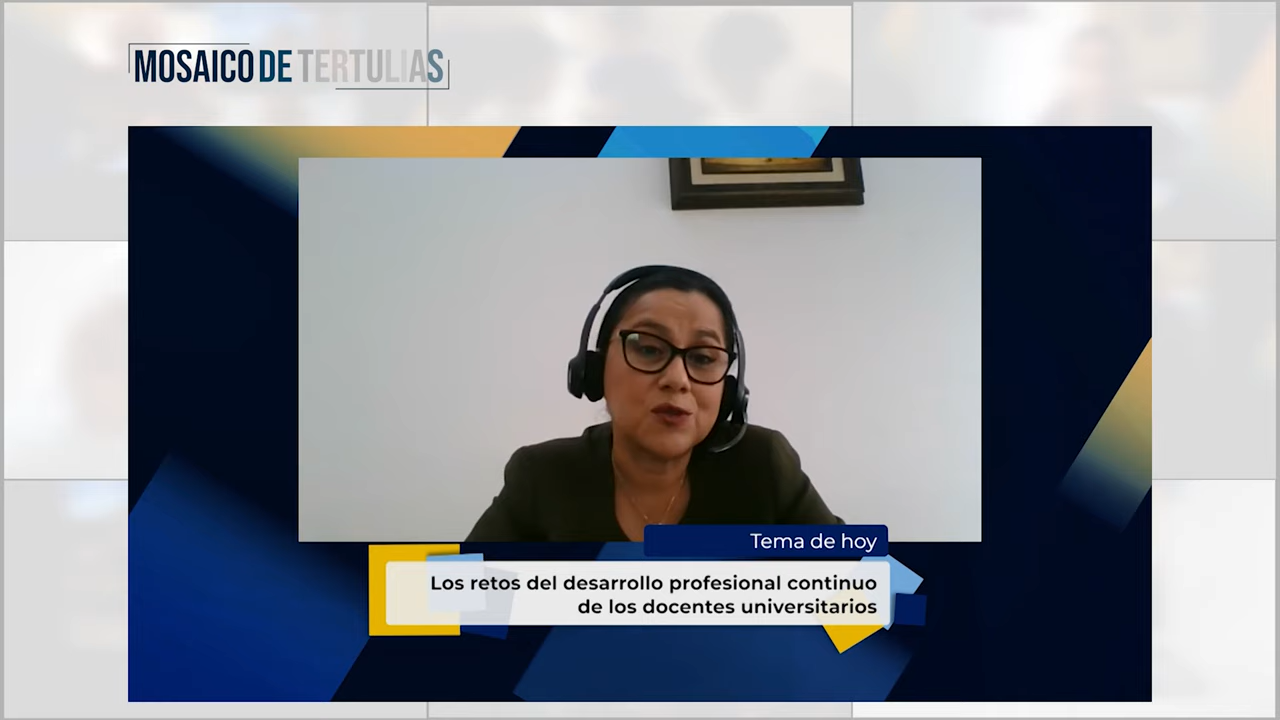 MOSAICO DE TERTULIAS
Tema de hoy
Los retos del desarrollo profesional continuo
de los docentes universitarios